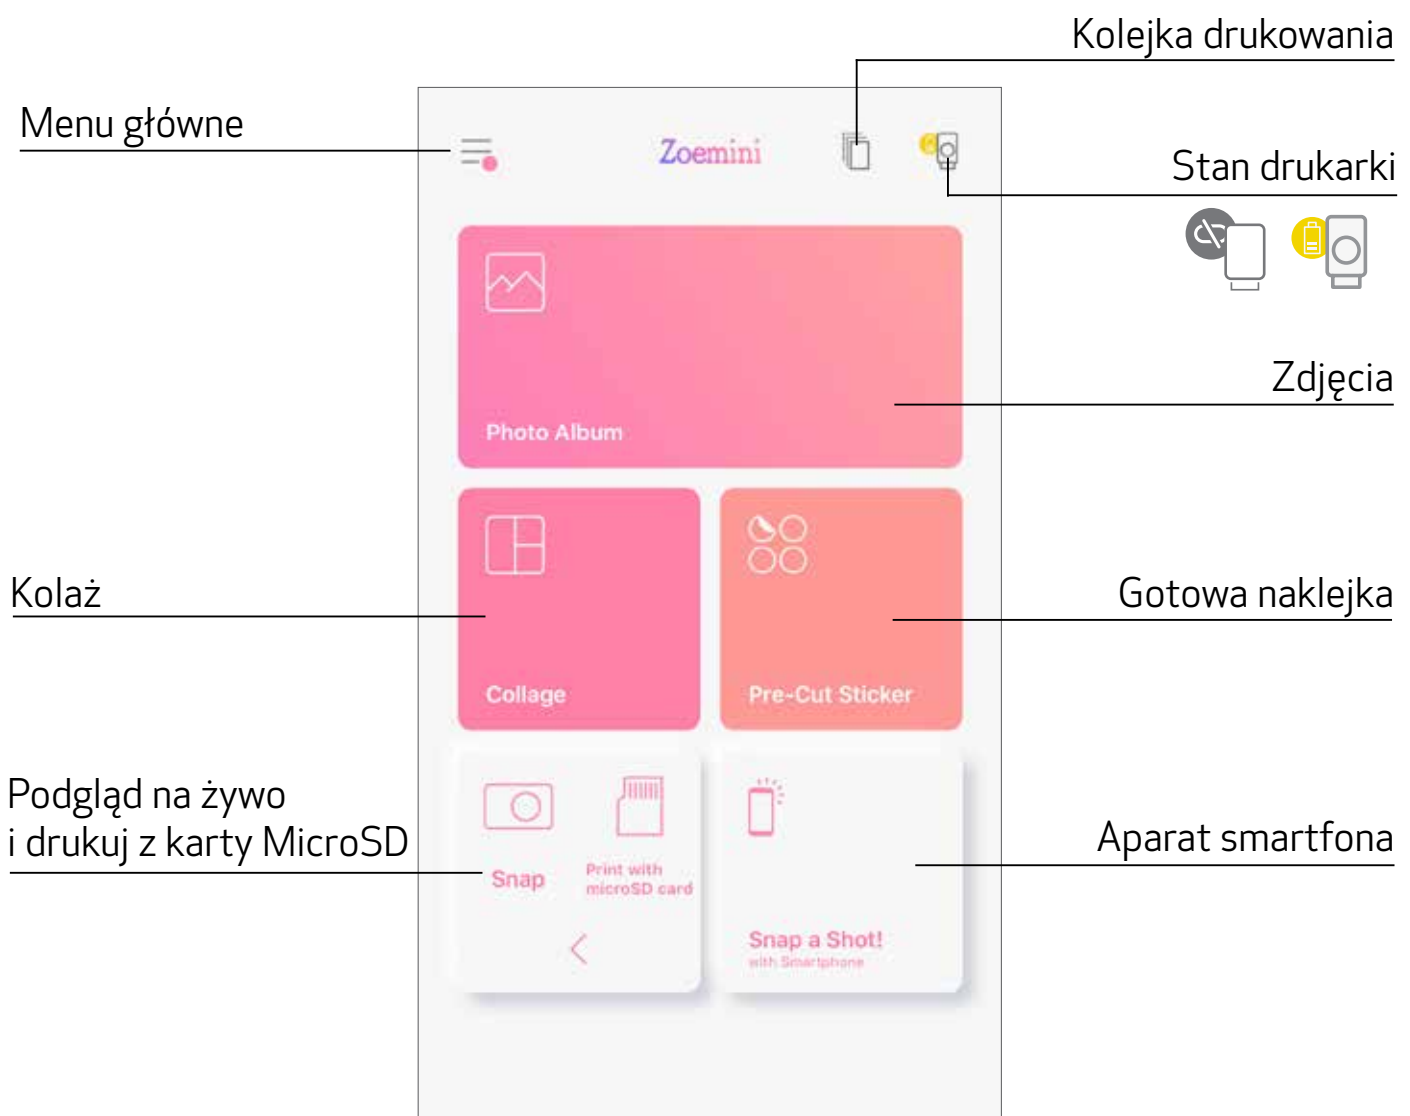 Kolejka drukowania
Menu główne
Zoemini
Stan drukarki
Zdjęcia
Photo Album
Kolaż
Gotowa naklejka
Collage
Pre-Cut Sticker
Podgląd na żywo
i drukuj z karty MicroSD
Aparat smartfona
Snap
Print with
microSD card
Snap a Shot!
with Smartphone